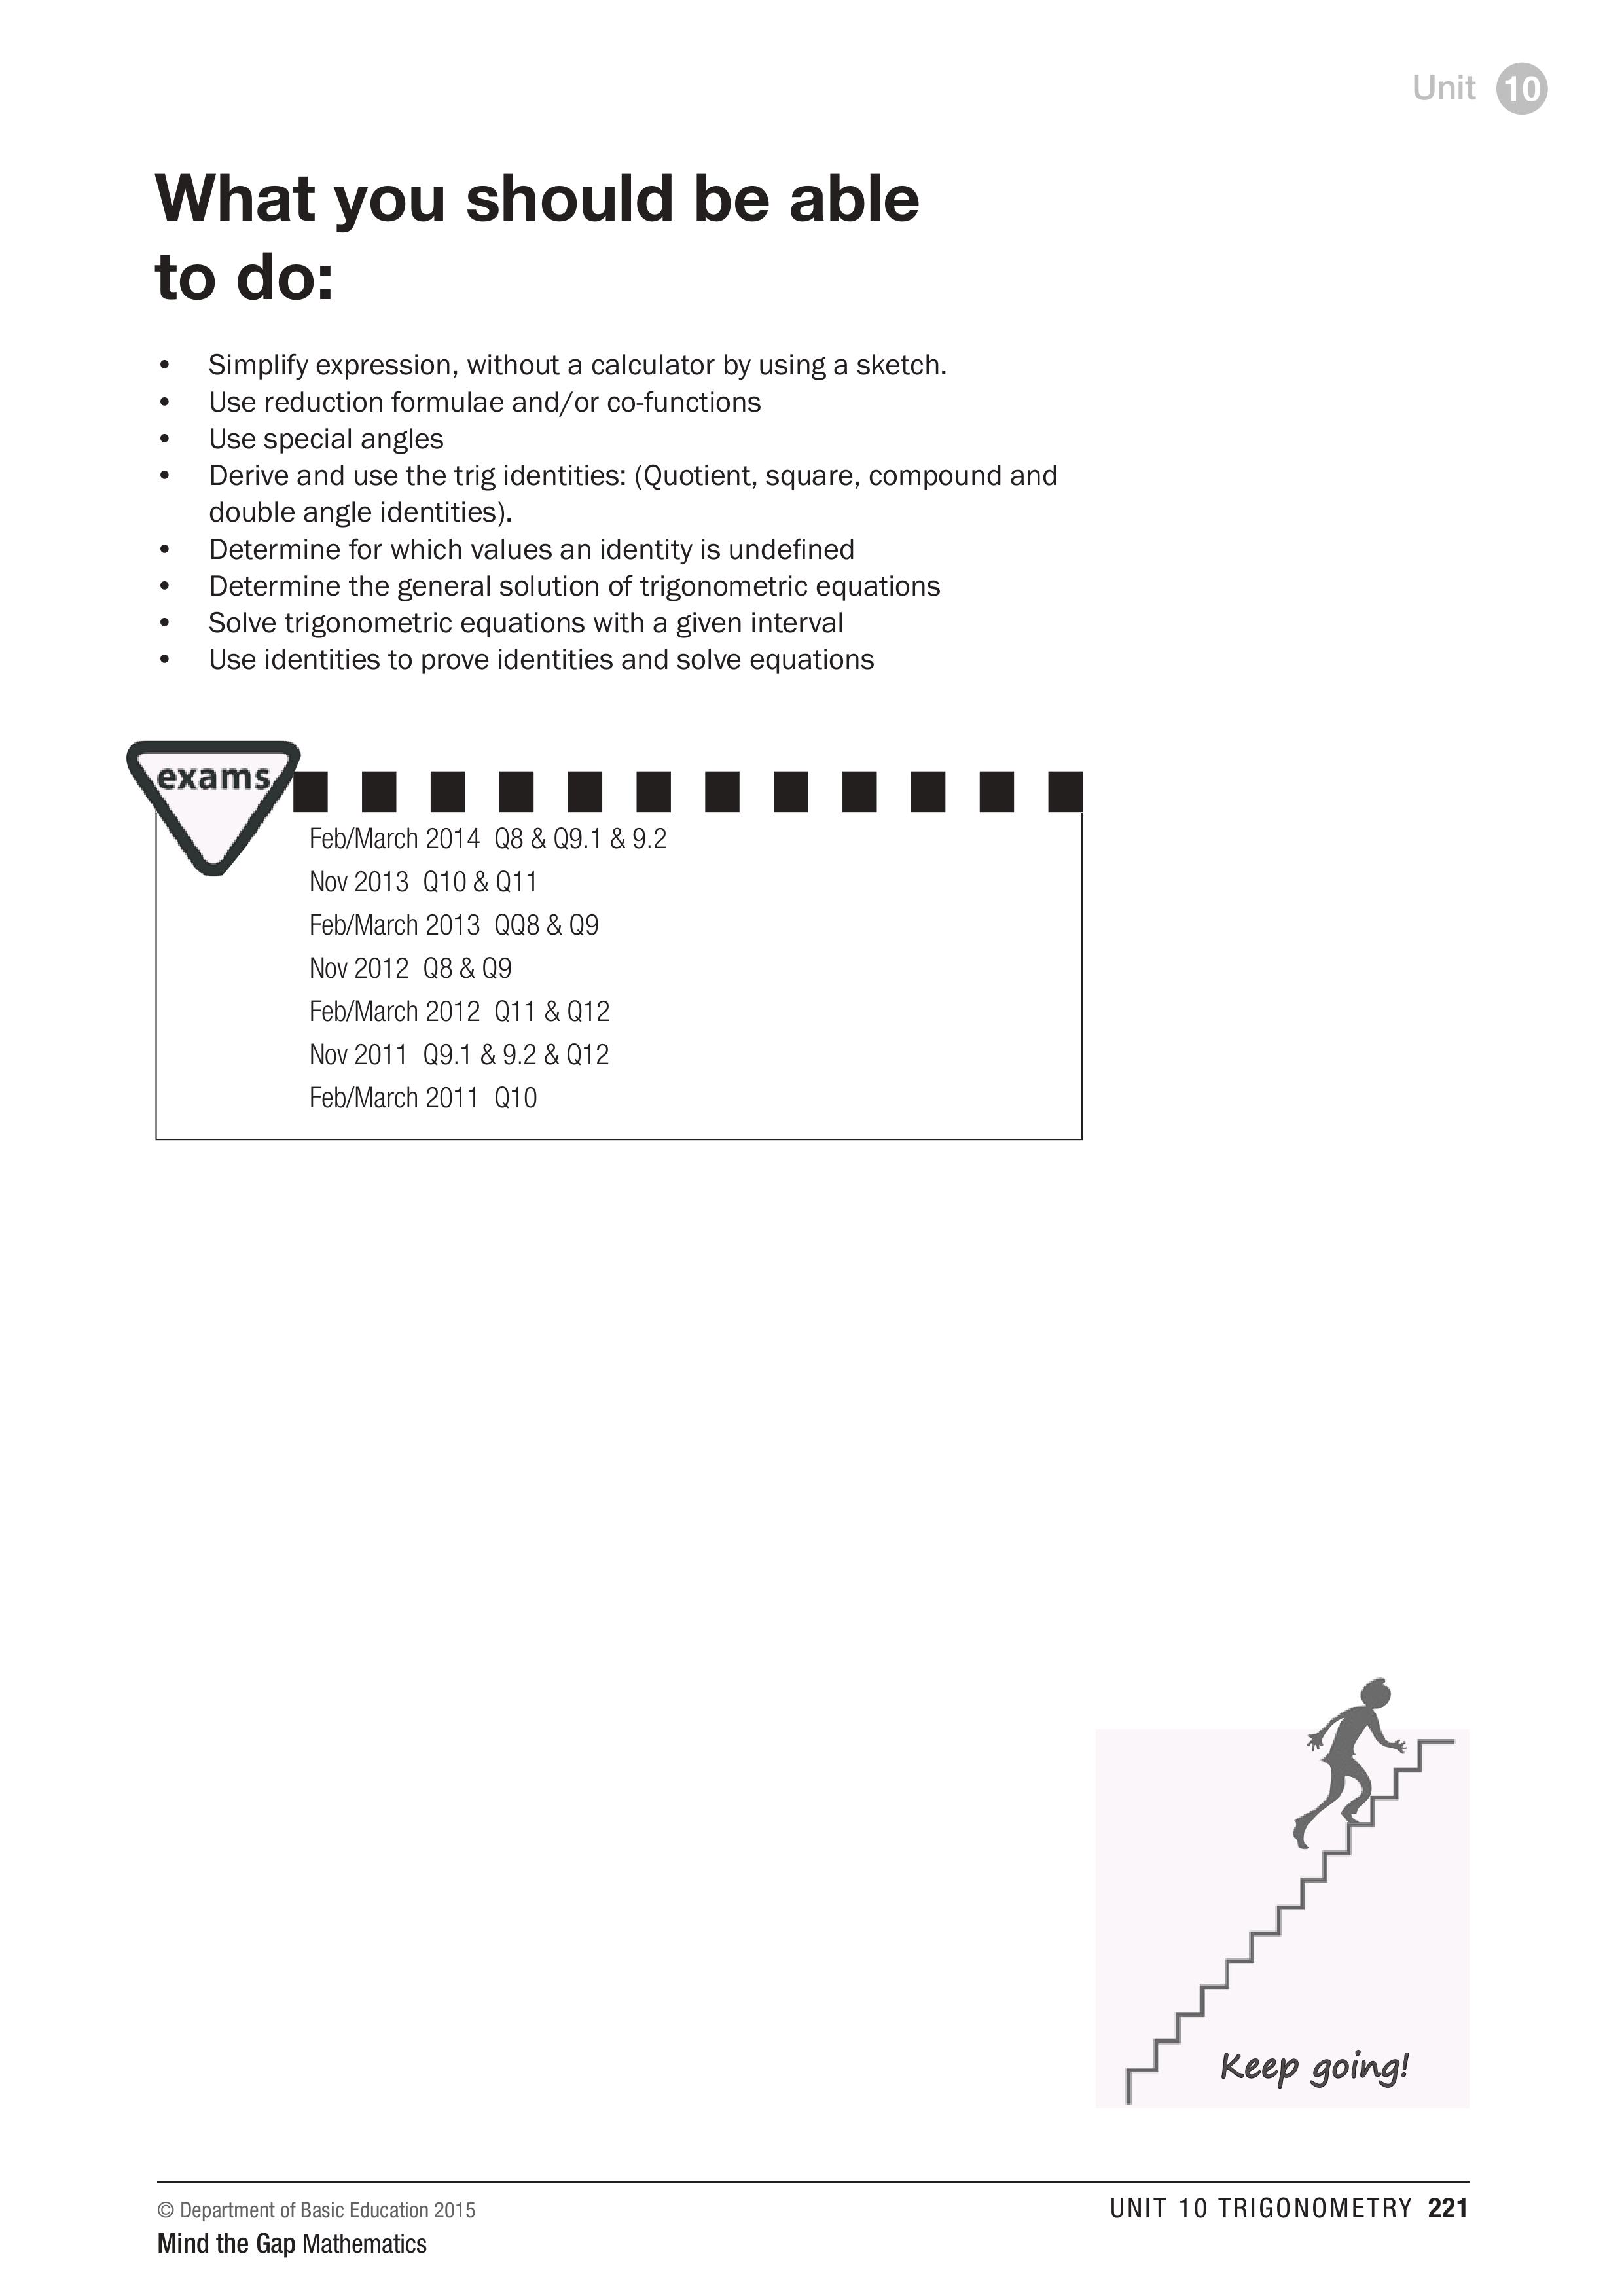 Unit 10
What you should be able
to do:
• Simplify expression, without a calculator by using a sketch.
• Use reduction formulae and/or co-functions
• Use special angles
• Derive and use the trig identities: (Quotient, square, compound and
double angle identities).
• Determine for which values an identity is undefined
• Determine the general solution of trigonometric equations
• Solve trigonometric equations with a given interval
• Use identities to prove identities and solve equations
exams
Feb/March 2014 Q8 & Q9.1 & 9.2
Nov 2013 Q10 & Q11
Feb/March 2013 QQ8 & Q9
Nov 2012 Q8 & Q9
Feb/March 2012 Q11 & Q12
Nov 2011 Q9.1 & 9.2 & Q12
Feb/March 2011 Q10
Keep going!
© Department of Basic Education 2015
Mind the Gap Mathematics
UNIT 10 TRIGONOMETRY 221